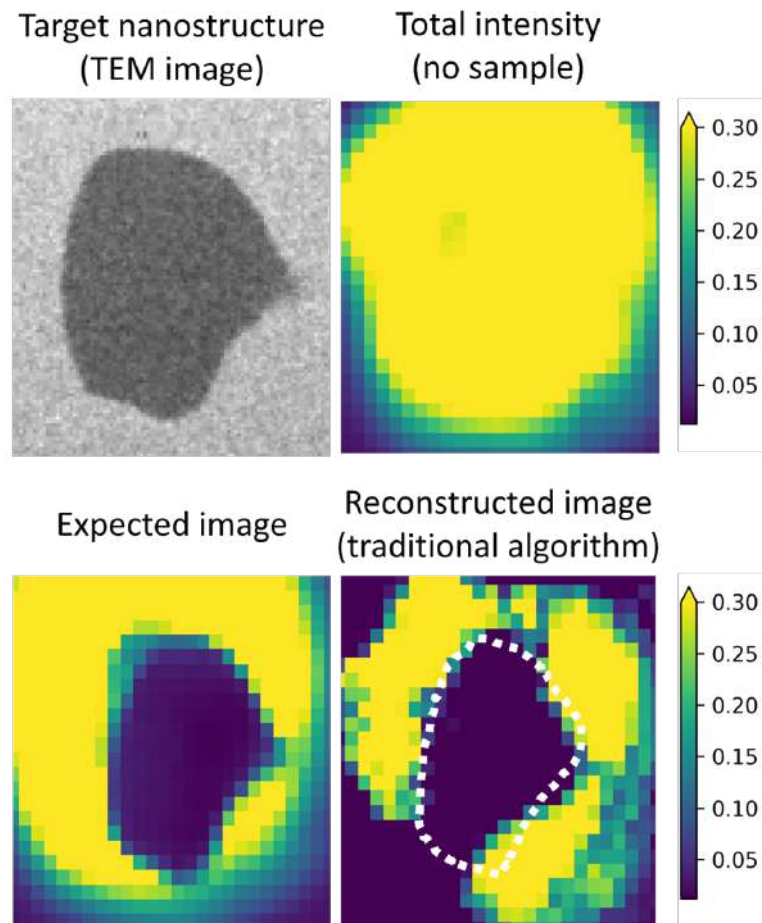 Target nanostructure
(TEM image)
Total intensity
(no sample)
0.30
0.25
0.20
0.15
0.10
0.05
Expected image
Reconstructed image
(traditional algorithm)
0.30
0.25
0.20
0.15
0.10
0.05